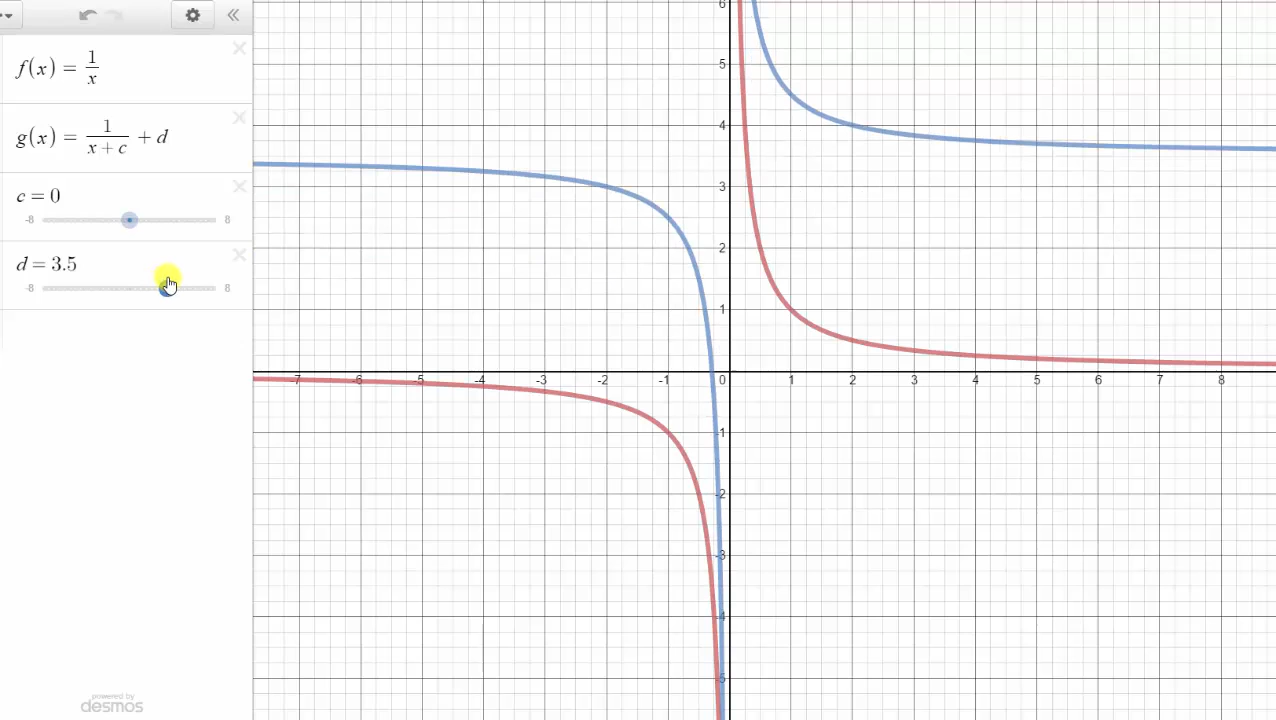 f(x) = 1/x
g(x) = 1/(x + c) + d
c = 0
-8 8
d = 3.5
-8 8
powered by
desmos
6
5
4
3
2
1
-7 -6 -5 -4 -3 -2 -1 0 1 2 3 4 5 6 7 8
-1
-2
-3
-4
-5